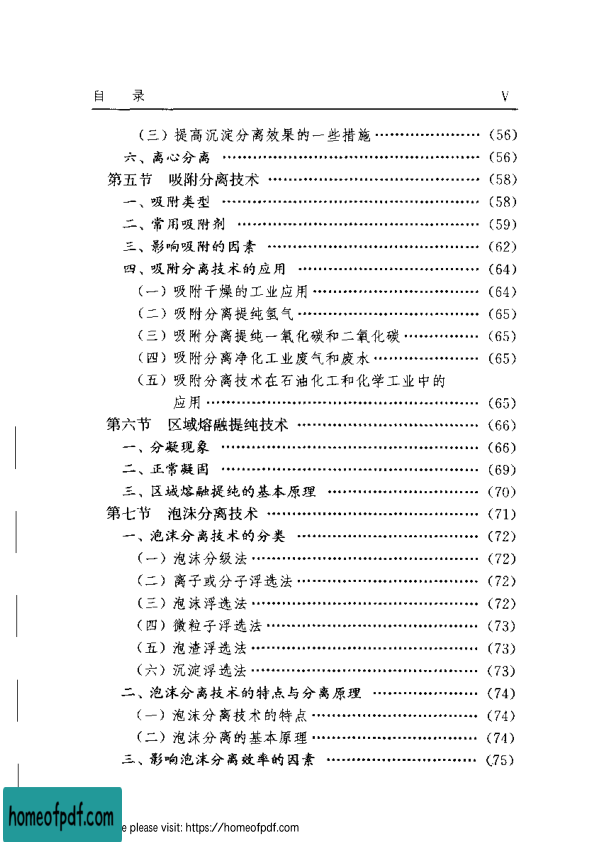 目 录 V
（三）提高沉淀分离效果的一些措施 ………………… (56)
六、离心分离 ………………………………………… (56)
第五节 吸附分离技术 ………………………………… (58)
一、吸附类型 ………………………………………… (58)
二、常用吸附剂 ……………………………………… (59)
三、影响吸附的因素 ………………………………… (62)
四、吸附分离技术的应用 …………………………… (64)
（一）吸附干燥的工业应用 ………………………… (64)
（二）吸附分离提纯氢气 …………………………… (65)
（三）吸附分离提纯一氧化碳和二氧化碳 ………… (65)
（四）吸附分离净化工业废气和废水 ……………… (65)
（五）吸附分离技术在石油化工和化学工业中的
应用 …………………………………………… (65)
第六节 区域熔融提纯技术 …………………………… (66)
一、分凝现象 ………………………………………… (66)
二、正常凝固 ………………………………………… (69)
三、区域熔融提纯的基本原理 ……………………… (70)
第七节 泡沫分离技术 ………………………………… (71)
一、泡沫分离技术的分类 …………………………… (72)
（一）泡沫分级法 …………………………………… (72)
（二）离子或分子浮选法 …………………………… (72)
（三）泡沫浮选法 …………………………………… (72)
（四）微粒子浮选法 ………………………………… (73)
（五）泡渣浮选法 …………………………………… (73)
（六）沉淀浮选法 …………………………………… (73)
二、泡沫分离技术的特点与分离原理 ……………… (74)
（一）泡沫分离技术的特点 ………………………… (74)
（二）泡沫分离的基本原理 ………………………… (74)
三、影响泡沫分离效率的因素 ……………………… (75)
homeofpdf.com
e please visit: https://homeofpdf.com